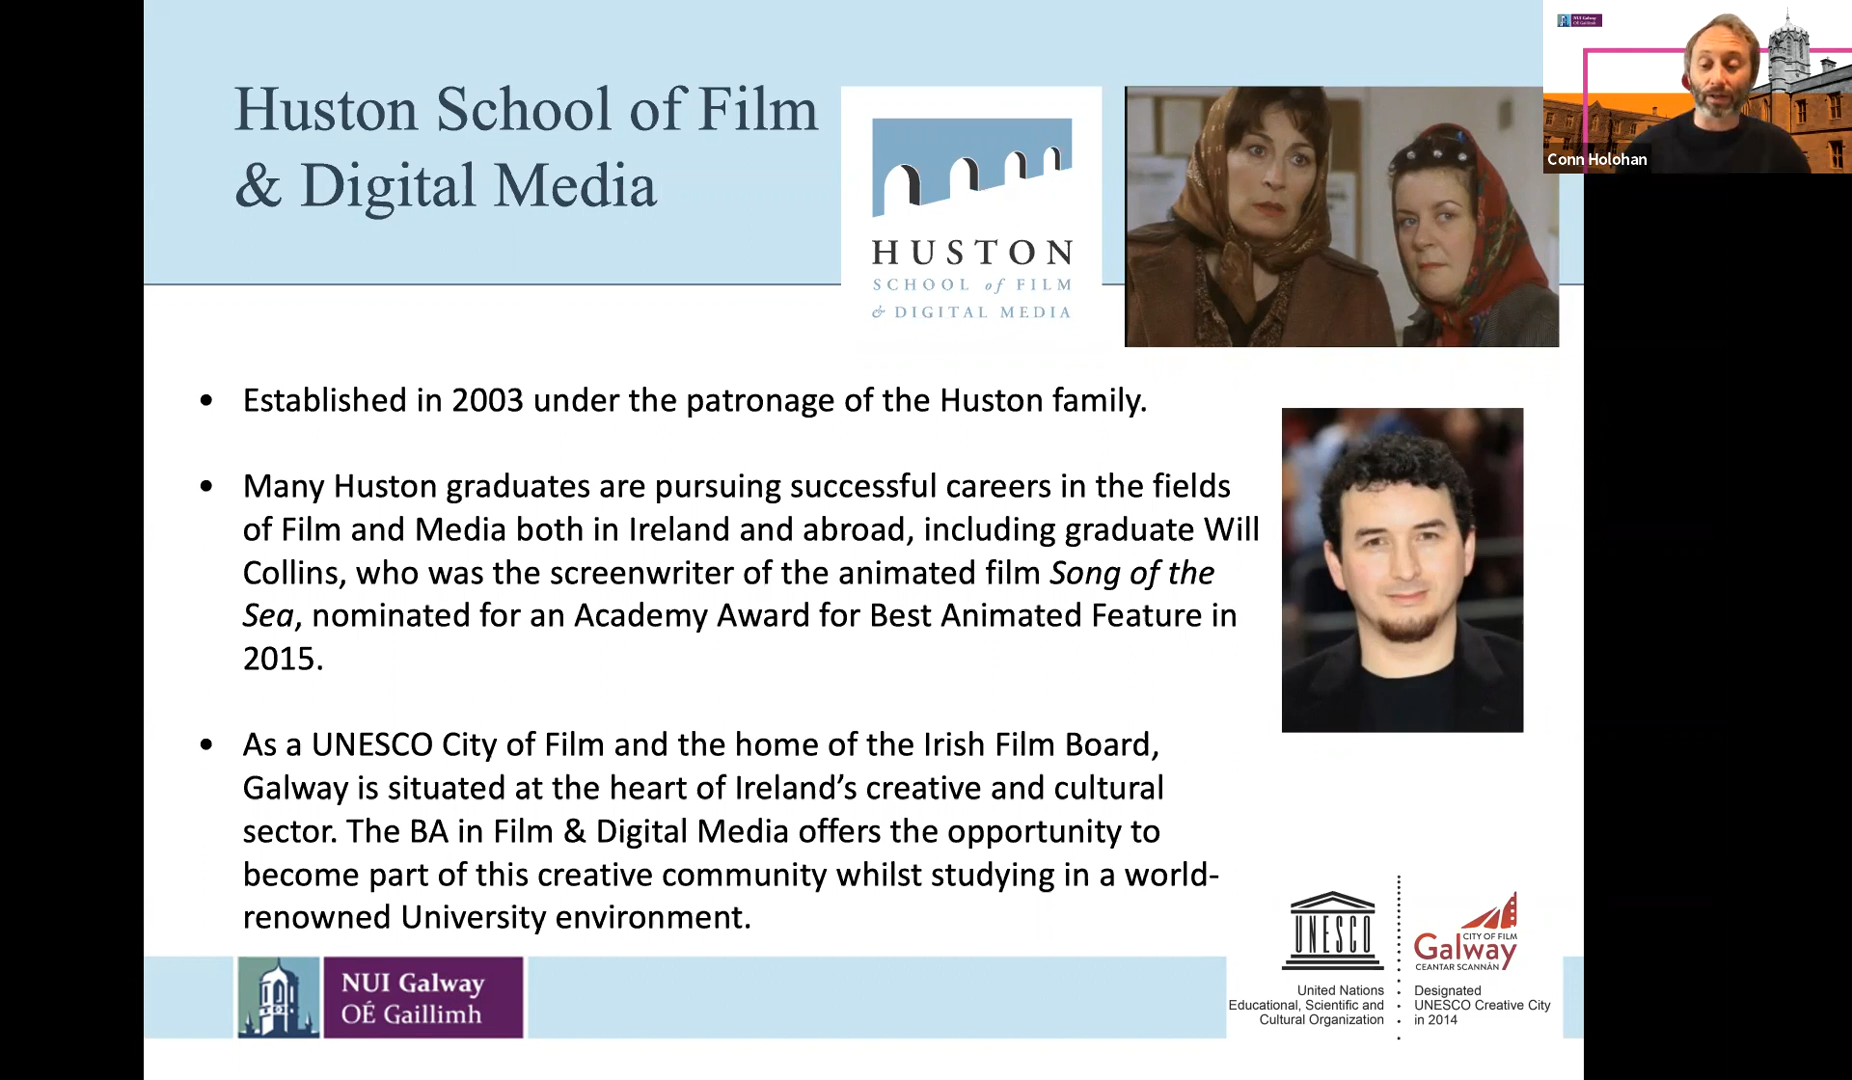 Huston School of Film
& Digital Media
HUSTON
SCHOOL of FILM
& DIGITAL MEDIA
NUI Galway
OÉ Gaillimh
Conn Holohan
• Established in 2003 under the patronage of the Huston family.
• Many Huston graduates are pursuing successful careers in the fields
of Film and Media both in Ireland and abroad, including graduate Will
Collins, who was the screenwriter of the animated film Song of the
Sea, nominated for an Academy Award for Best Animated Feature in
2015.
• As a UNESCO City of Film and the home of the Irish Film Board,
Galway is situated at the heart of Ireland’s creative and cultural
sector. The BA in Film & Digital Media offers the opportunity to
become part of this creative community whilst studying in a world-
renowned University environment.
NUI Galway
OÉ Gaillimh
UNESCO
United Nations
Educational, Scientific and
Cultural Organization
CITY OF FILM
Galway
CEANTAR SCANNÁN
Designated
UNESCO Creative City
in 2014